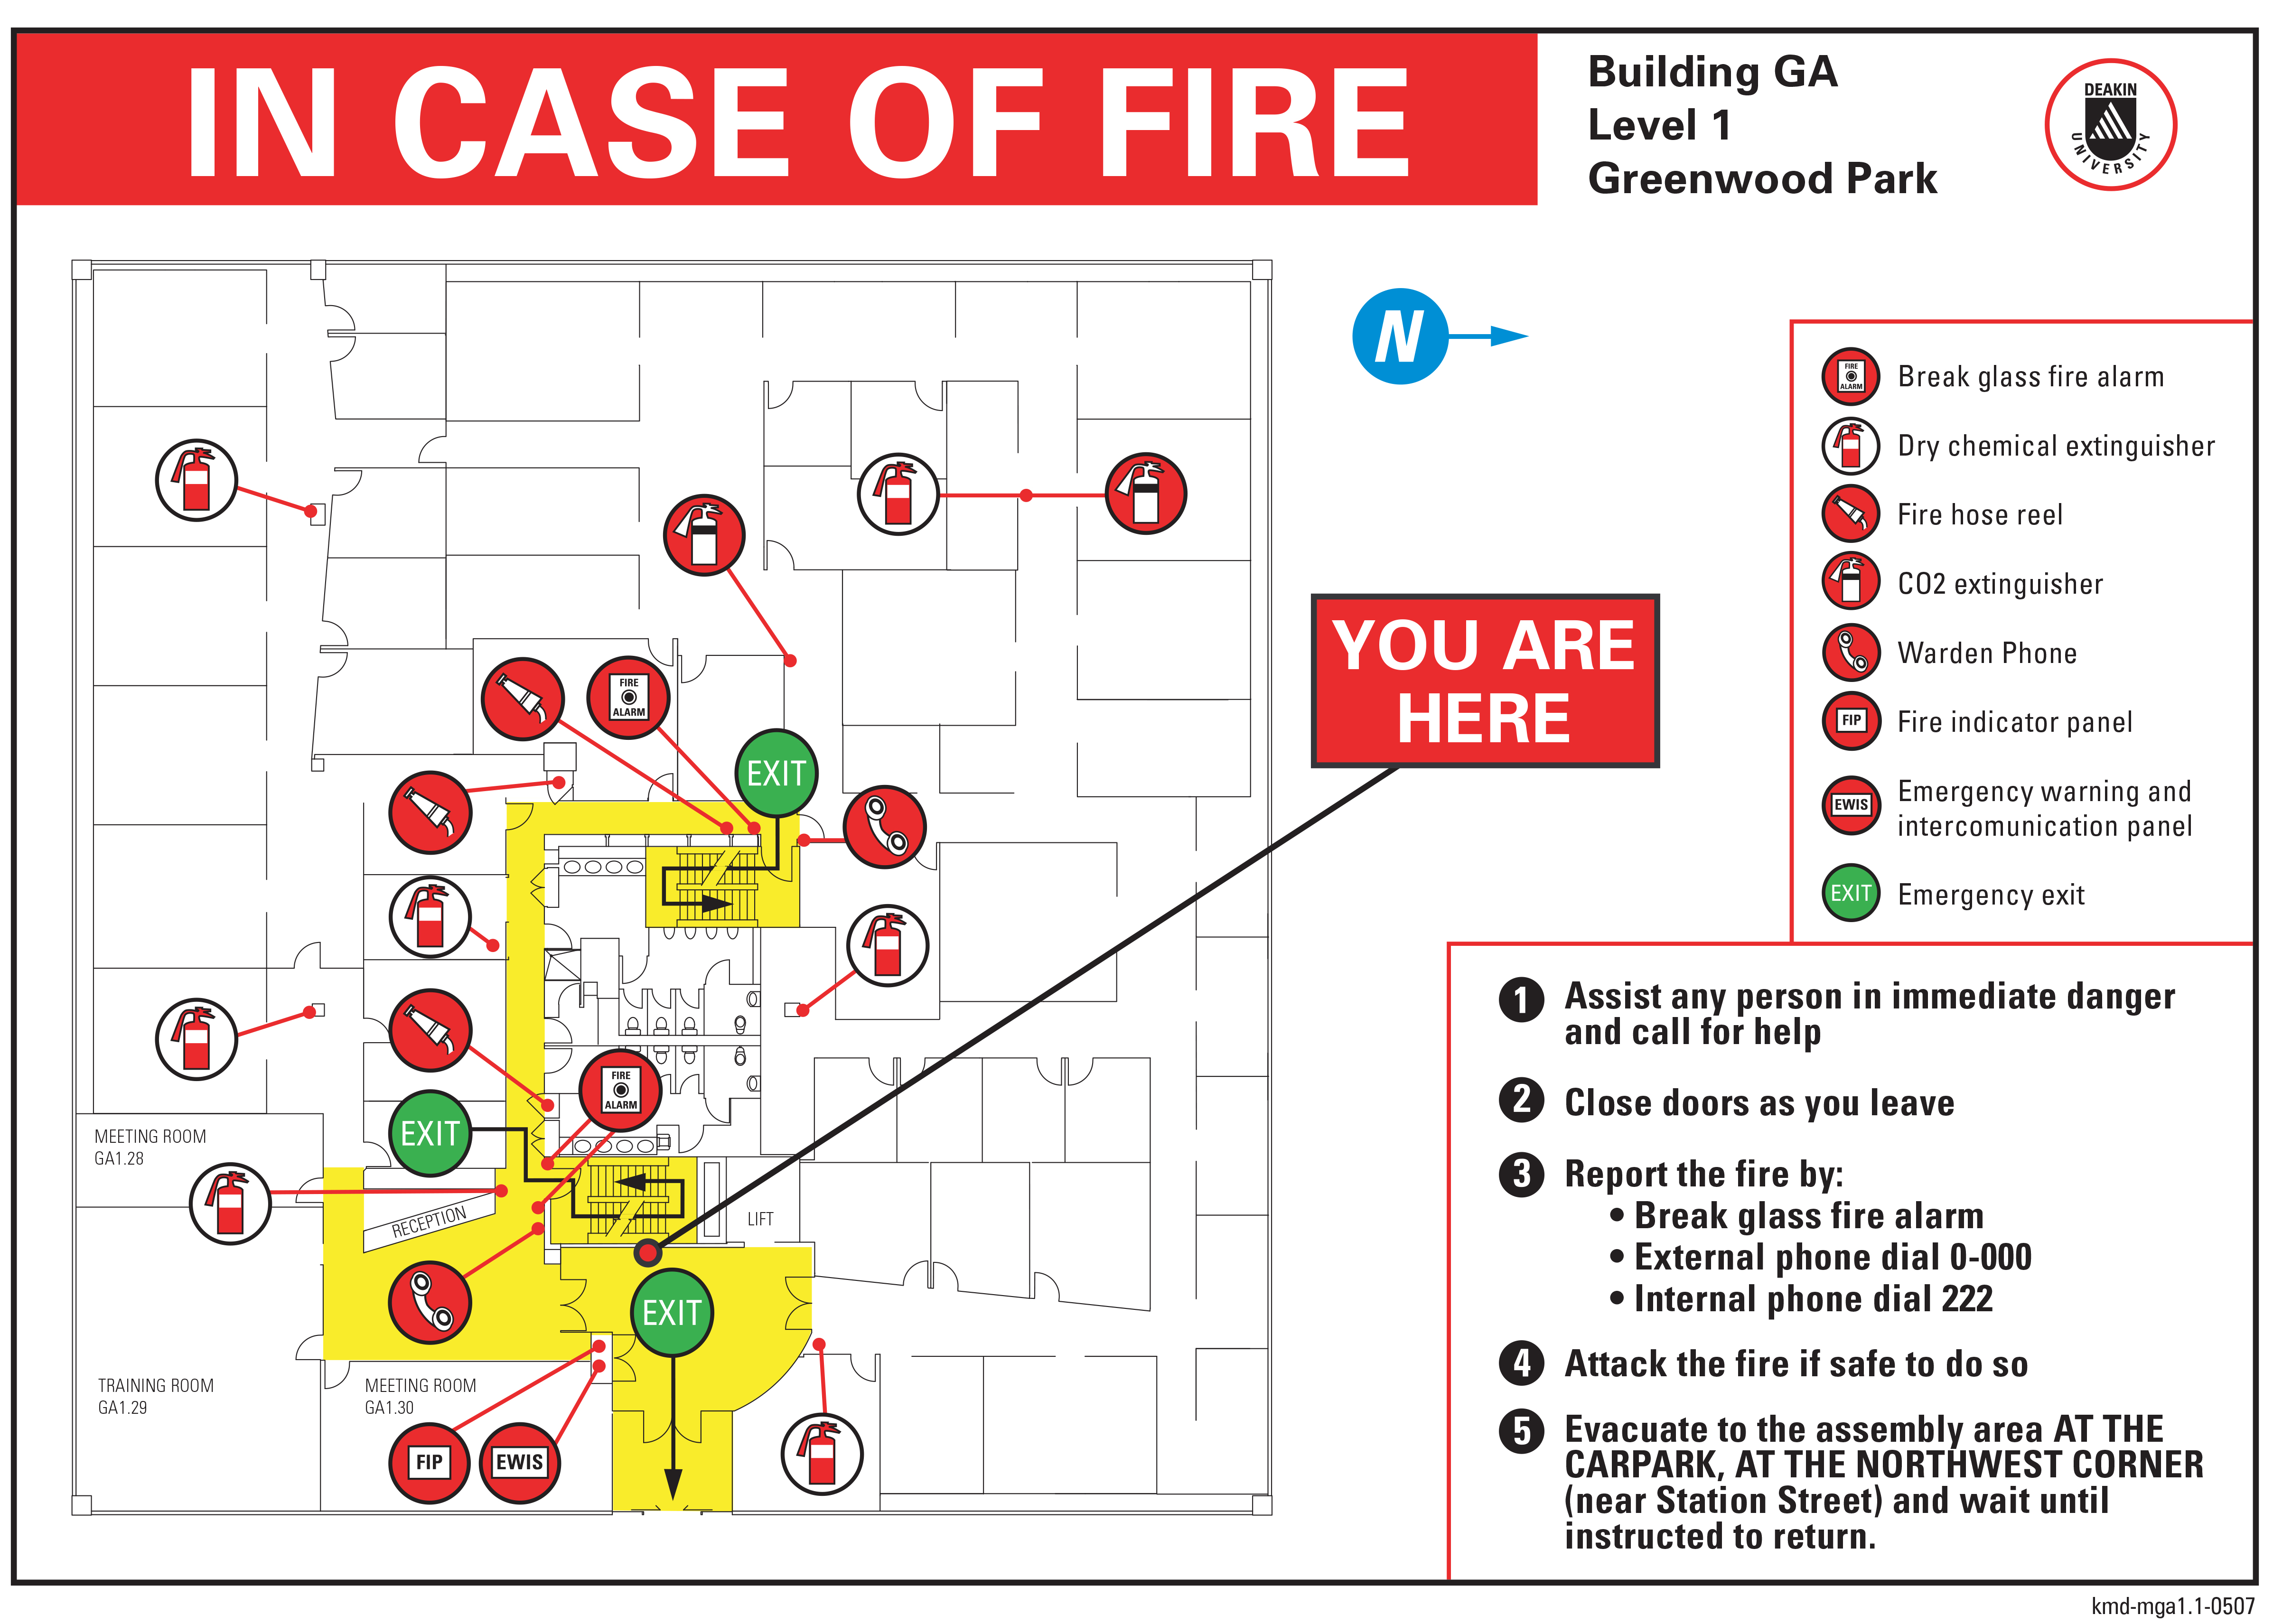 IN CASE OF FIRE
Building GA
Level 1
Greenwood Park
DEAKIN
UNIVERSITY
N
FIRE
ALARM
Break glass fire alarm
Dry chemical extinguisher
Fire hose reel
CO2 extinguisher
Warden Phone
FIP
Fire indicator panel
EWIS
Emergency warning and
intercomunication panel
EXIT
Emergency exit
YOU ARE
HERE
FIRE
ALARM
EXIT
FIRE
ALARM
EXIT
MEETING ROOM
GA1.28
RECEPTION
LIFT
EXIT
TRAINING ROOM
GA1.29
MEETING ROOM
GA1.30
FIP
EWIS
1 Assist any person in immediate danger
and call for help
2 Close doors as you leave
3 Report the fire by:
• Break glass fire alarm
• External phone dial 0-000
• Internal phone dial 222
4 Attack the fire if safe to do so
5 Evacuate to the assembly area AT THE
CARPARK, AT THE NORTHWEST CORNER
(near Station Street) and wait until
instructed to return.
kmd-mga1.1-0507